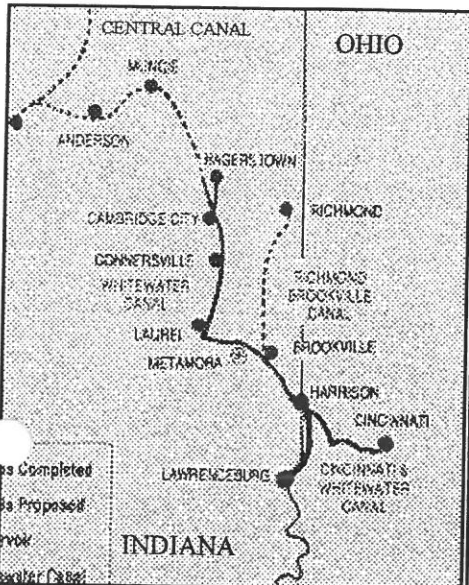 CENTRAL CANAL
OHIO
MUNCIE
ANDERSON
HAGERSTOWN
CAMBRIDGE CITY
RICHMOND
CONNERSVILLE
WHITEWATER
CANAL
RICHMOND
BROOKVILLE
CANAL
LAUREL
METAMORA
BROOKVILLE
HARRISON
CINCINNATI
LAWRENCEBURG
CINCINNATI &
WHITEWATER
CANAL
Completed
Proposed
INDIANA
Canal